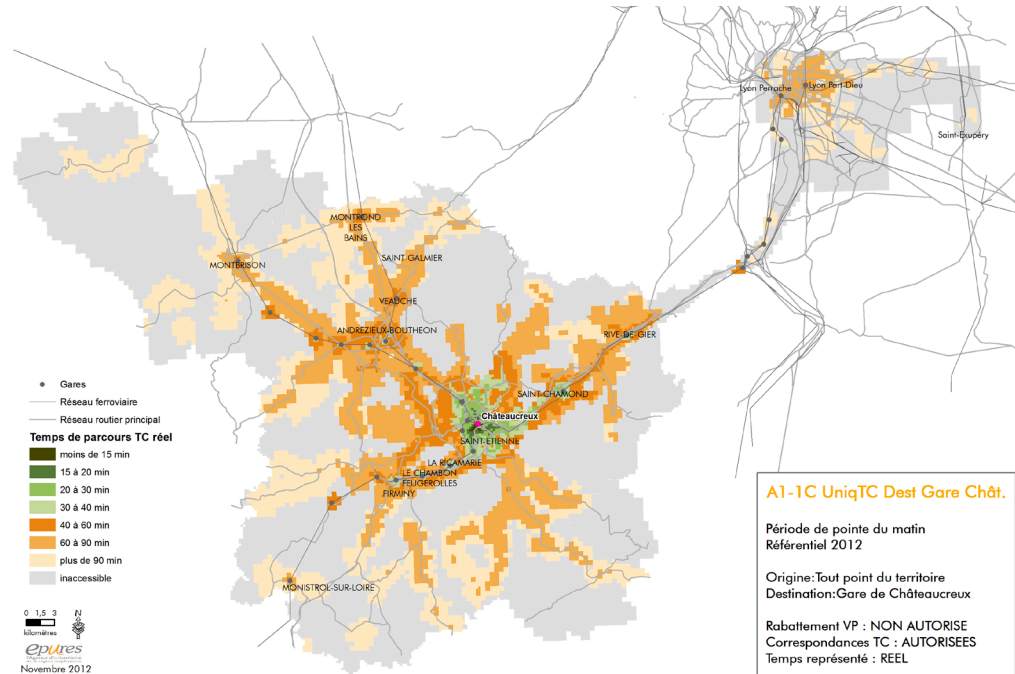 Lyon Perrache
Lyon Part-Dieu
Saint-Exupéry
MONTROND
LES
BAINS
SAINT-GALMIER
MONTBRISON
VEAUCHE
ANDREZIEUX-BOUTHEON
RIVE-DE-GIER
SAINT-CHAMOND
Châteaucreux
SAINT-ETIENNE
LA RICAMARIE
LE CHAMBON
FEUGEROLLES
FIRMINY
MONISTROL-SUR-LOIRE
Gares
Réseau ferroviaire
Réseau routier principal
Temps de parcours TC réel
moins de 15 min
15 à 20 min
20 à 30 min
30 à 40 min
40 à 60 min
60 à 90 min
plus de 90 min
inaccessible
0 1,5 3
kilomètres
N
epures
Novembre 2012
A1-1C UniqTC Dest Gare Chât.
Période de pointe du matin
Référentiel 2012
Origine:Tout point du territoire
Destination:Gare de Châteaucreux
Rabattement VP : NON AUTORISE
Correspondances TC : AUTORISEES
Temps représenté : REEL